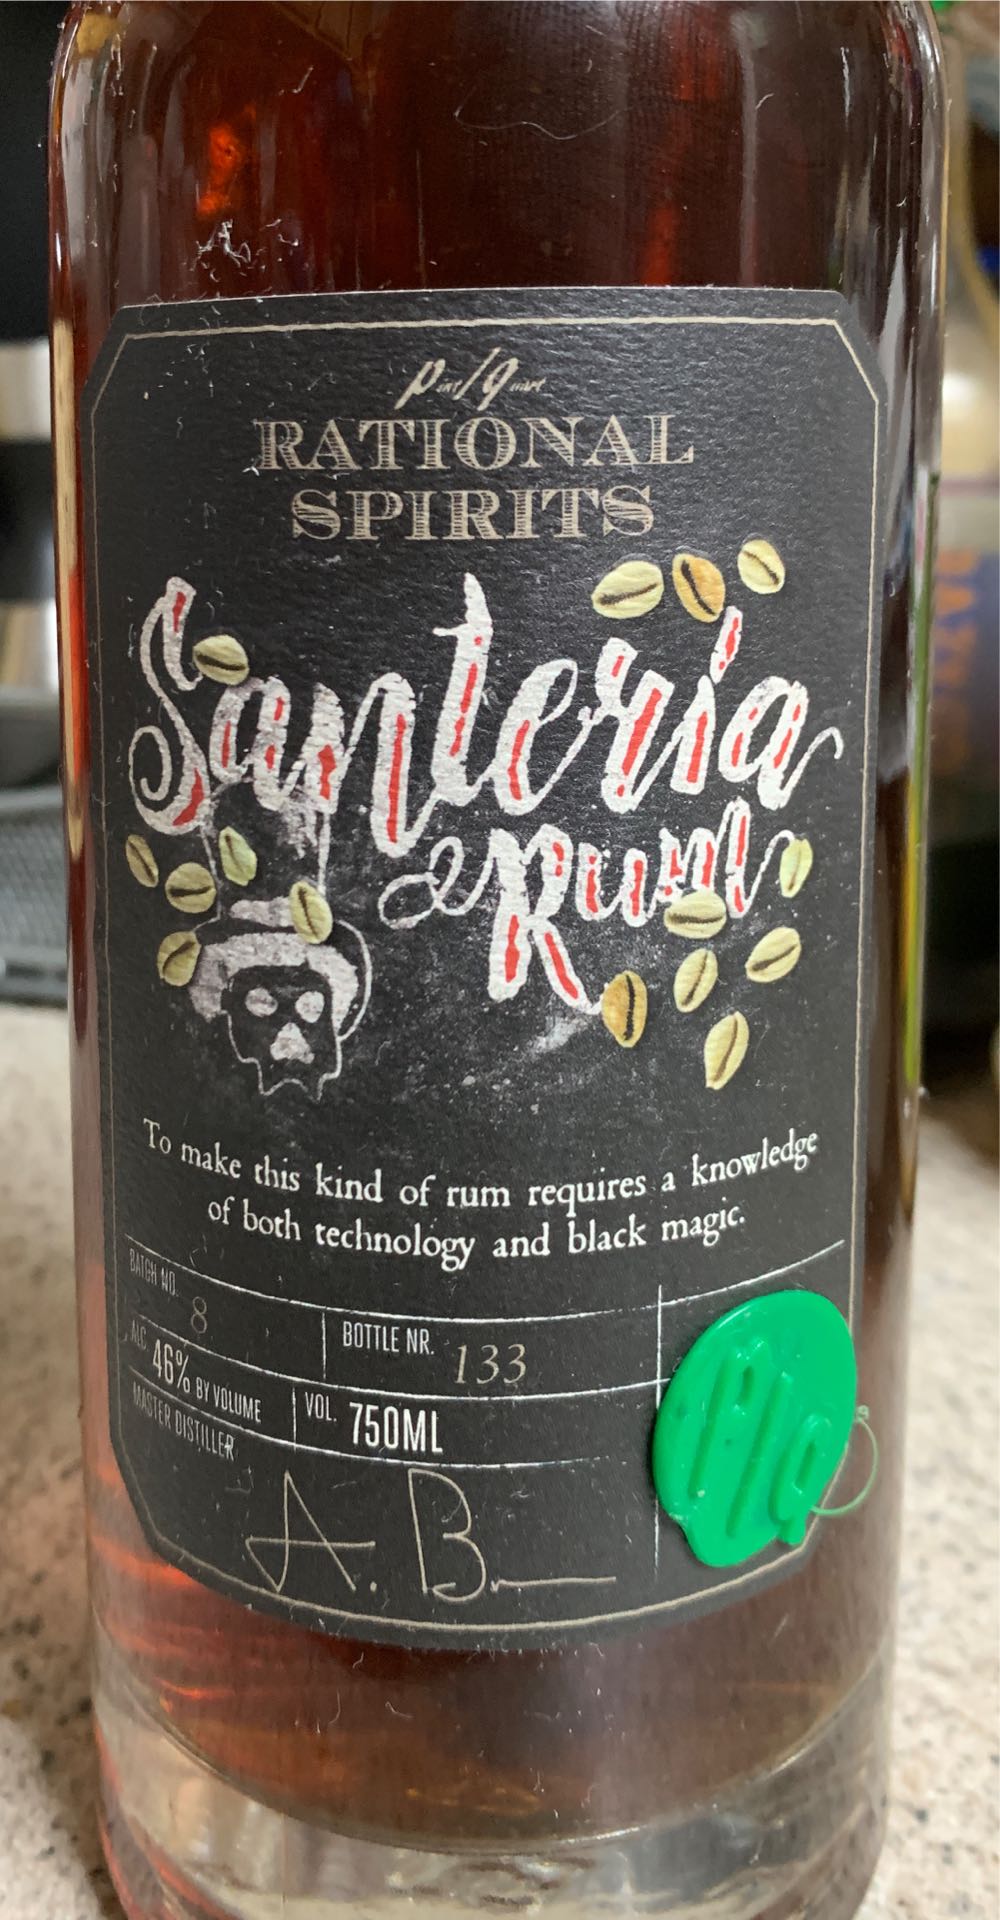 Pint/Quart
RATIONAL
SPIRITS
Santeria
Rum
To make this kind of rum requires a knowledge
of both technology and black magic.
BATCH NO. 8
BOTTLE NR. 133
ALC. 46% BY VOLUME
VOL. 750ML
MASTER DISTILLER
A. B
P/q